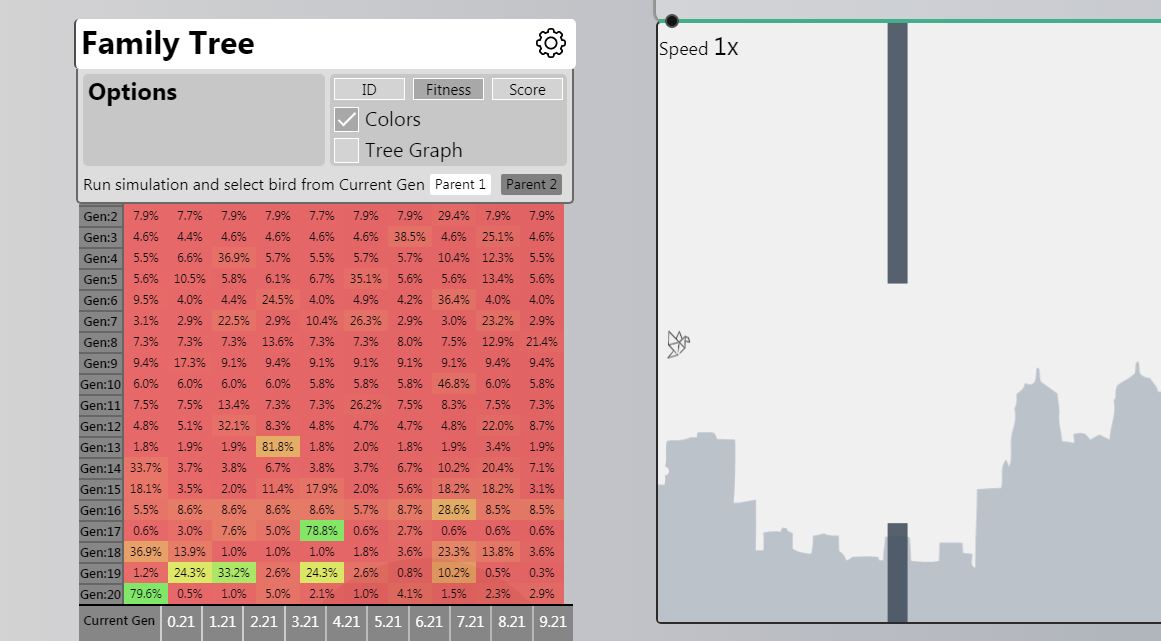 Family Tree
Options
ID Fitness Score
Colors
Tree Graph
Run simulation and select bird from Current Gen Parent 1 Parent 2
Gen:2 7.9% 7.7% 7.9% 7.9% 7.7% 7.9% 7.9% 29.4% 7.9% 7.9%
Gen:3 4.6% 4.4% 4.6% 4.6% 4.6% 4.6% 38.5% 4.6% 25.1% 4.6%
Gen:4 5.5% 6.6% 36.9% 5.7% 5.5% 5.7% 5.7% 10.4% 12.3% 5.5%
Gen:5 5.6% 10.5% 5.8% 6.1% 6.7% 35.1% 5.6% 5.6% 13.4% 5.6%
Gen:6 9.5% 4.0% 4.4% 24.5% 4.0% 4.9% 4.2% 36.4% 4.0% 4.0%
Gen:7 3.1% 2.9% 22.5% 2.9% 10.4% 26.3% 2.9% 3.0% 23.2% 2.9%
Gen:8 7.3% 7.3% 7.3% 13.6% 7.3% 7.3% 8.0% 7.5% 12.9% 21.4%
Gen:9 9.4% 17.3% 9.1% 9.4% 9.1% 9.1% 9.1% 9.1% 9.4% 9.4%
Gen:10 6.0% 6.0% 6.0% 6.0% 5.8% 5.8% 5.8% 46.8% 6.0% 5.8%
Gen:11 7.5% 7.5% 13.4% 7.3% 7.3% 26.2% 7.5% 8.3% 7.5% 7.3%
Gen:12 4.8% 5.1% 32.1% 8.3% 4.8% 4.7% 4.7% 4.8% 22.0% 8.7%
Gen:13 1.8% 1.9% 1.9% 81.8% 1.8% 2.0% 1.8% 1.9% 3.4% 1.9%
Gen:14 33.7% 3.7% 3.8% 6.7% 3.8% 3.7% 6.7% 10.2% 20.4% 7.1%
Gen:15 18.1% 3.5% 2.0% 11.4% 17.9% 2.0% 5.6% 18.2% 18.2% 3.1%
Gen:16 5.5% 8.6% 8.6% 8.6% 8.6% 5.7% 8.7% 28.6% 8.5% 8.5%
Gen:17 0.6% 3.0% 7.6% 5.0% 78.8% 0.6% 2.7% 0.6% 0.6% 0.6%
Gen:18 36.9% 13.9% 1.0% 1.0% 1.0% 1.8% 3.6% 23.3% 13.8% 3.6%
Gen:19 1.2% 24.3% 33.2% 2.6% 24.3% 2.6% 0.8% 10.2% 0.5% 0.3%
Gen:20 79.6% 0.5% 1.0% 5.0% 2.1% 1.0% 4.1% 1.5% 2.3% 2.9%
Current Gen 0.21 1.21 2.21 3.21 4.21 5.21 6.21 7.21 8.21 9.21
Speed 1x